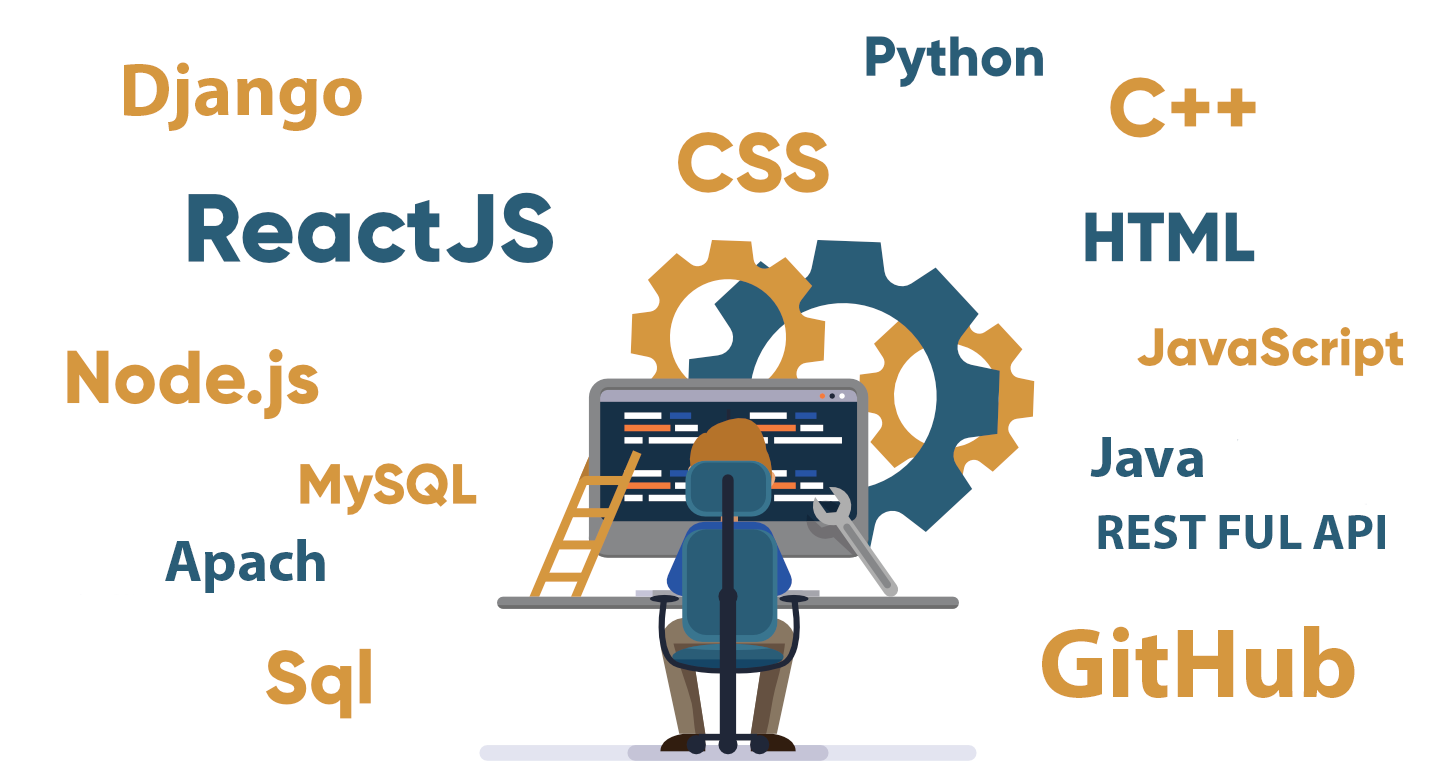 Django
Python
C++
CSS
ReactJS
HTML
Node.js
JavaScript
MySQL
Java
Apach
REST FUL API
Sql
GitHub